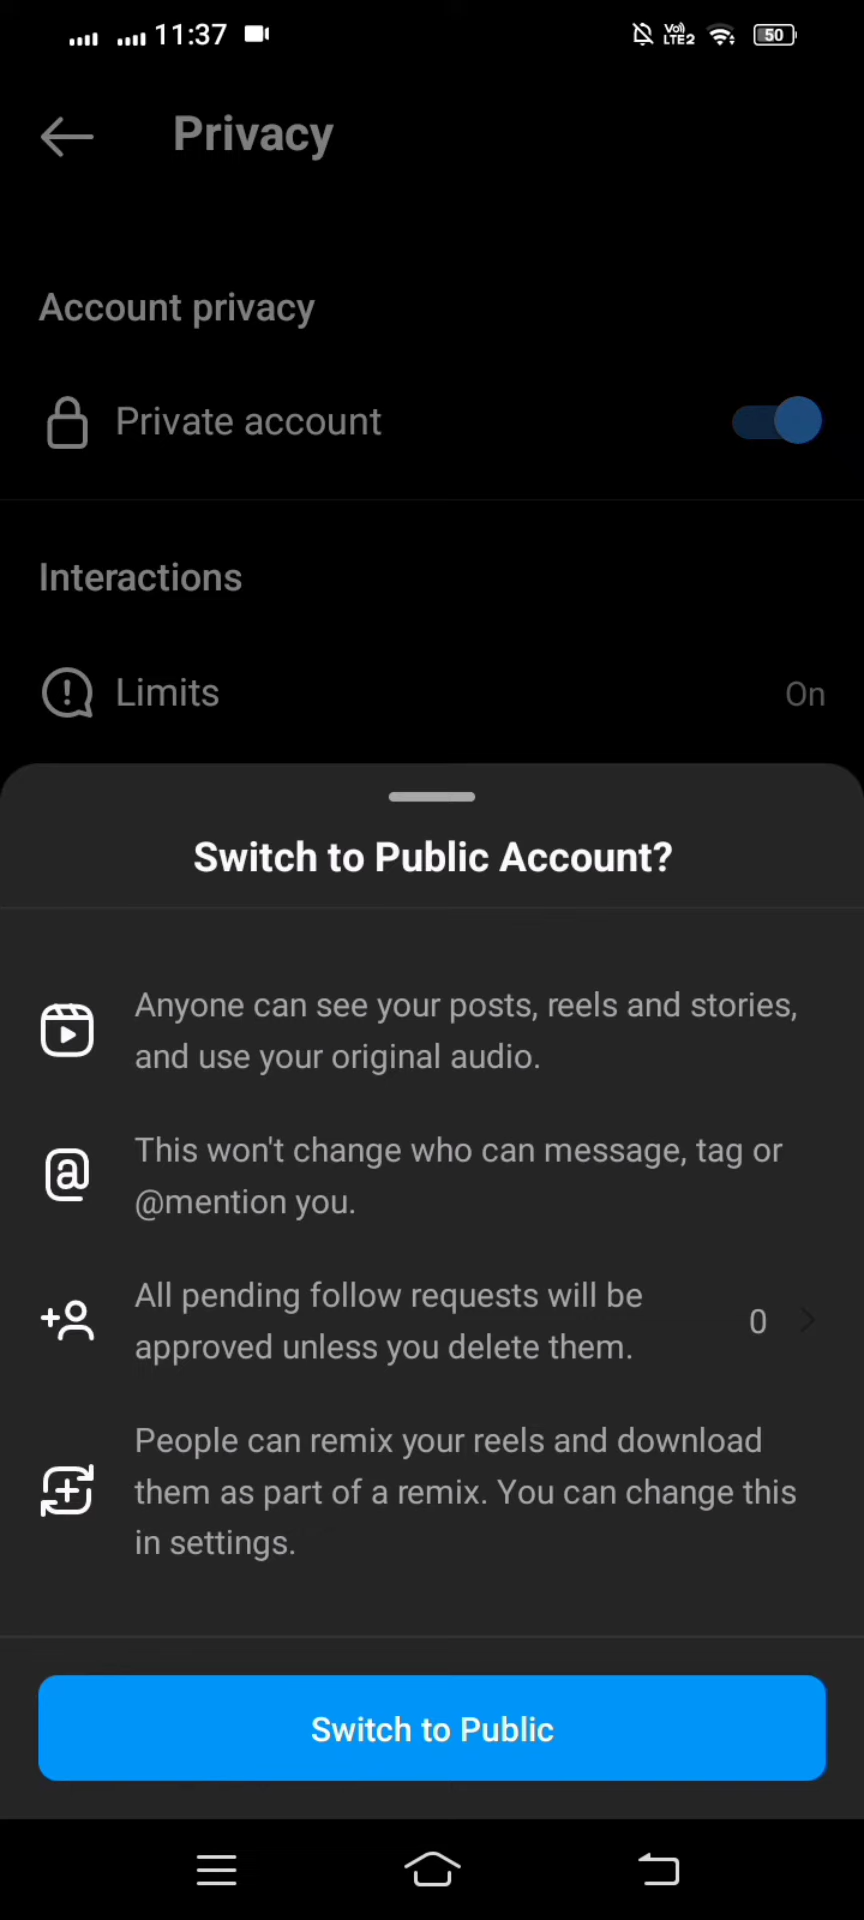 11:37
Vo)) LTE2
50
Privacy
Account privacy
Private account
Interactions
Limits
On
Switch to Public Account?
Anyone can see your posts, reels and stories,
and use your original audio.
This won't change who can message, tag or
@mention you.
All pending follow requests will be
approved unless you delete them.
0
People can remix your reels and download
them as part of a remix. You can change this
in settings.
Switch to Public